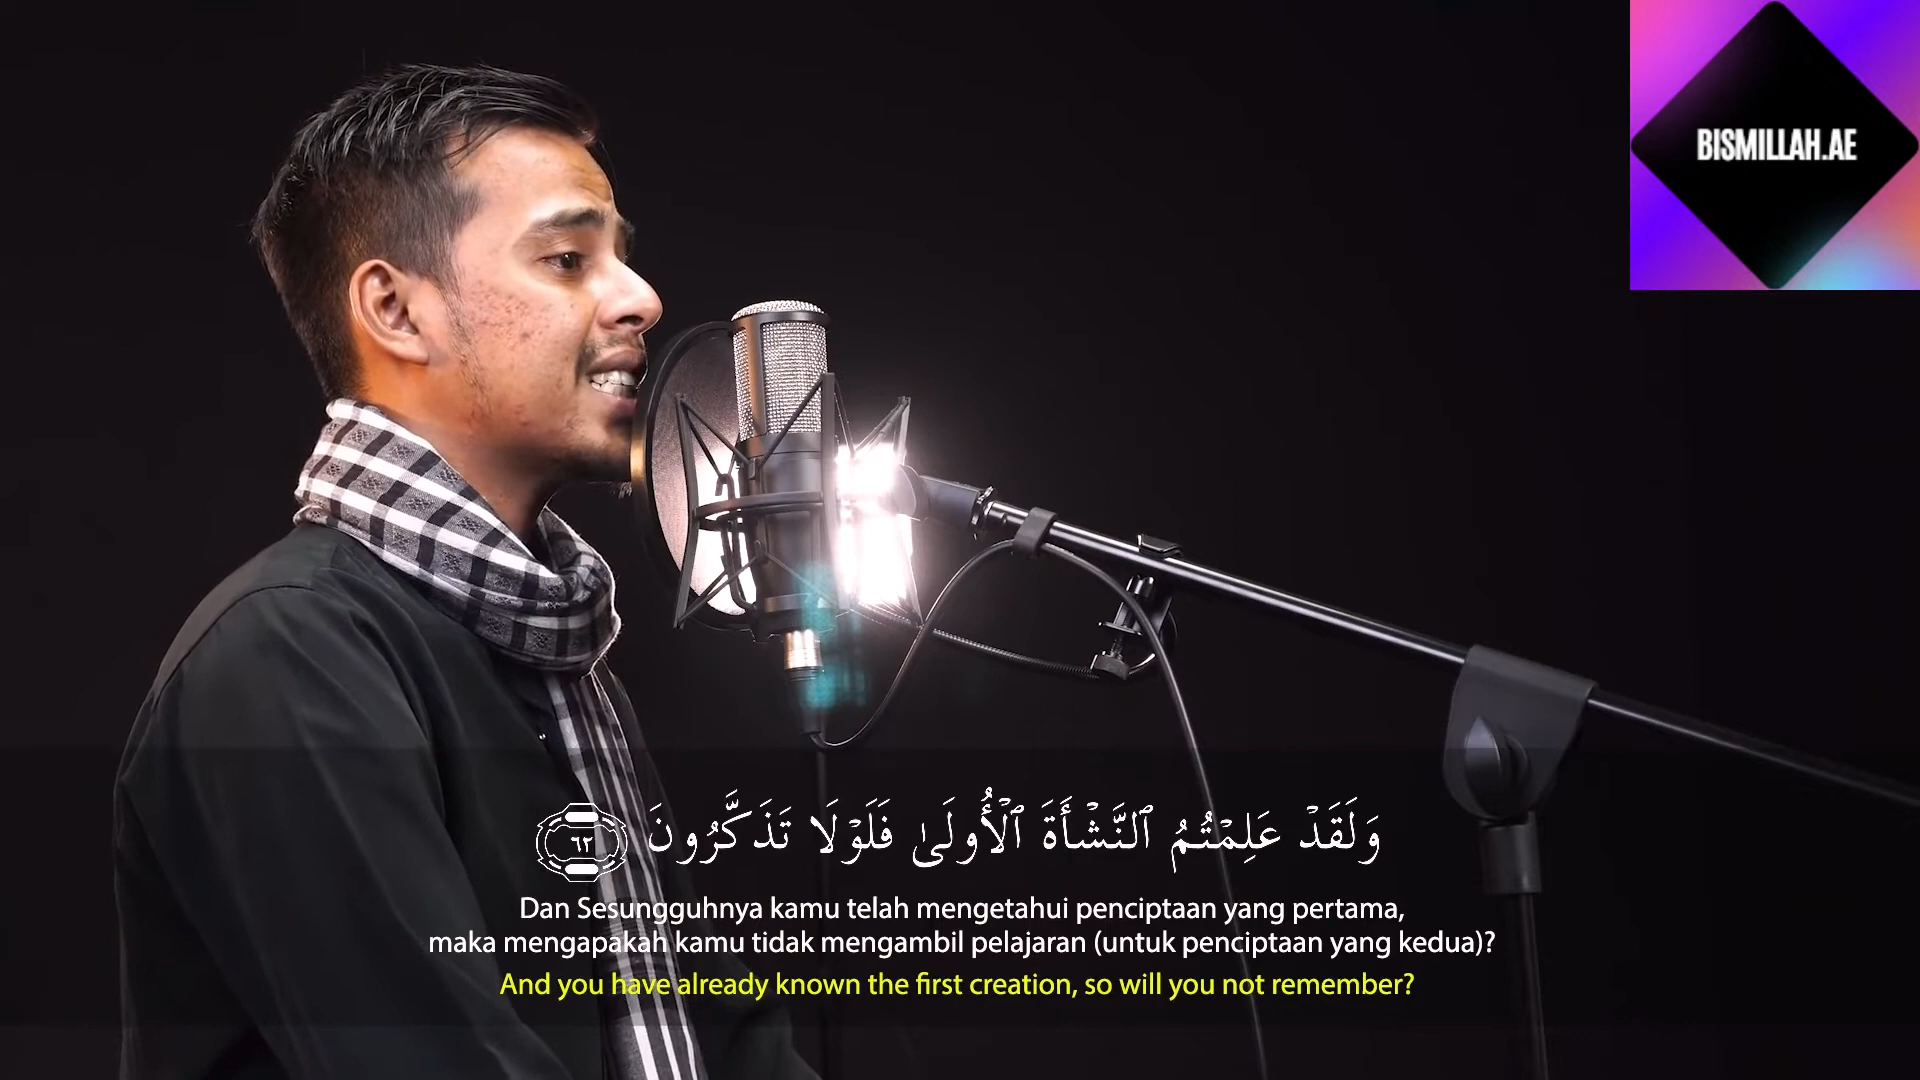 BISMILLAH.AE
وَلَقَدْ عَلِمْتُمُ ٱلنَّشْأَةَ ٱلْأُولَىٰ فَلَوْلَا تَذَكَّرُونَ ٦٢
Dan Sesungguhnya kamu telah mengetahui penciptaan yang pertama,
maka mengapakah kamu tidak mengambil pelajaran (untuk penciptaan yang kedua)?
And you have already known the first creation, so will you not remember?